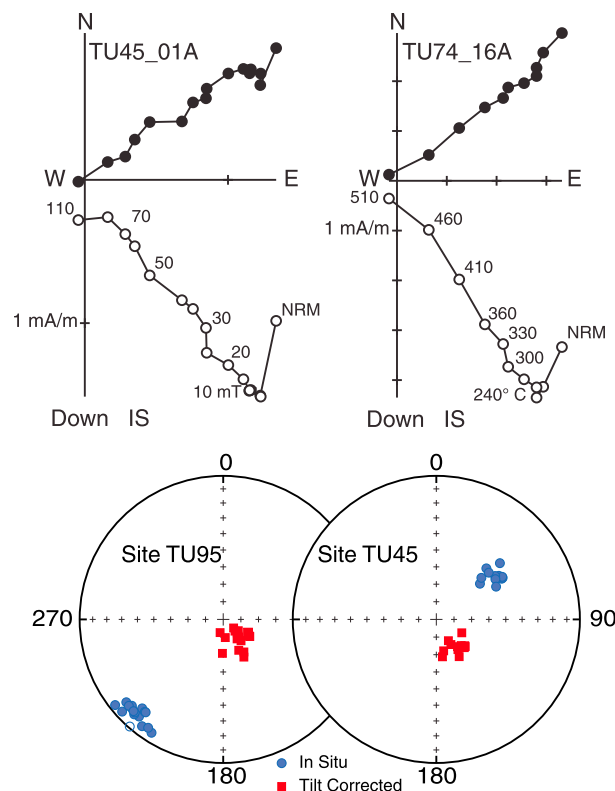 N
TU45_01A
W
E
110
70
50
1 mA/m
30
NRM
20
10 mT
Down IS
N
TU74_16A
W
E
510
1 mA/m
460
410
360
330
NRM
300
240° C
Down IS
0
0
Site TU95
Site TU45
270
90
180
180
In Situ
Tilt Corrected